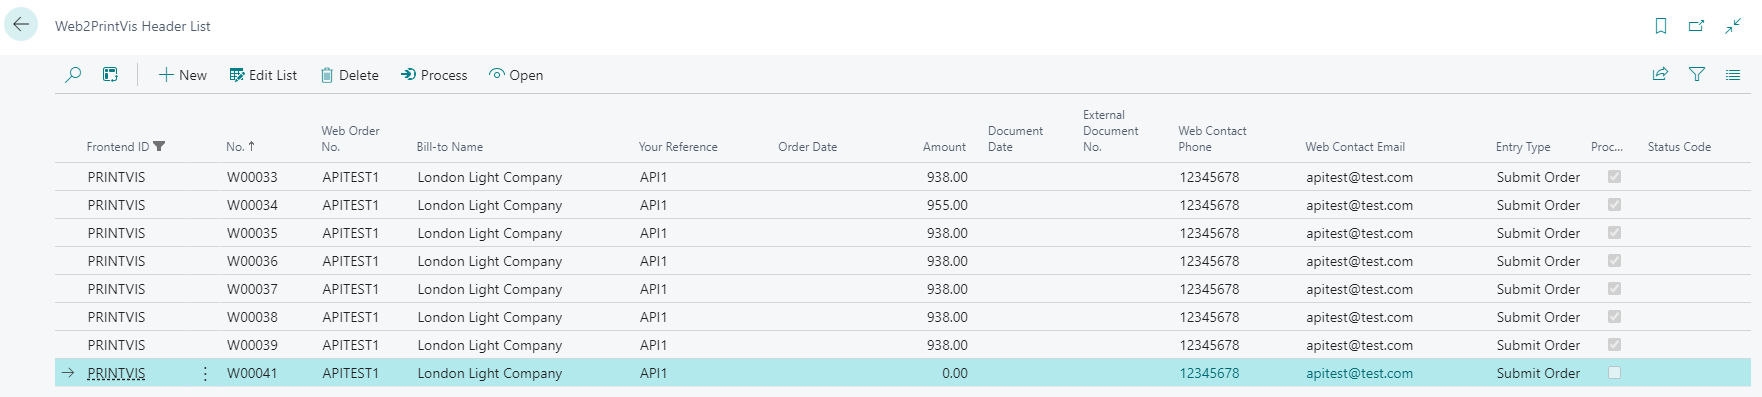 Web2PrintVis Header List
New Edit List Delete Process Open
Frontend ID No. ↑ Web Order No. Bill-to Name Your Reference Order Date Amount Document Date External Document No. Web Contact Phone Web Contact Email Entry Type Proc... Status Code
PRINTVIS W00033 APITEST1 London Light Company API1 938.00 12345678 apitest@test.com Submit Order
PRINTVIS W00034 APITEST1 London Light Company API1 955.00 12345678 apitest@test.com Submit Order
PRINTVIS W00035 APITEST1 London Light Company API1 938.00 12345678 apitest@test.com Submit Order
PRINTVIS W00036 APITEST1 London Light Company API1 938.00 12345678 apitest@test.com Submit Order
PRINTVIS W00037 APITEST1 London Light Company API1 938.00 12345678 apitest@test.com Submit Order
PRINTVIS W00038 APITEST1 London Light Company API1 938.00 12345678 apitest@test.com Submit Order
PRINTVIS W00039 APITEST1 London Light Company API1 938.00 12345678 apitest@test.com Submit Order
PRINTVIS W00041 APITEST1 London Light Company API1 0.00 12345678 apitest@test.com Submit Order